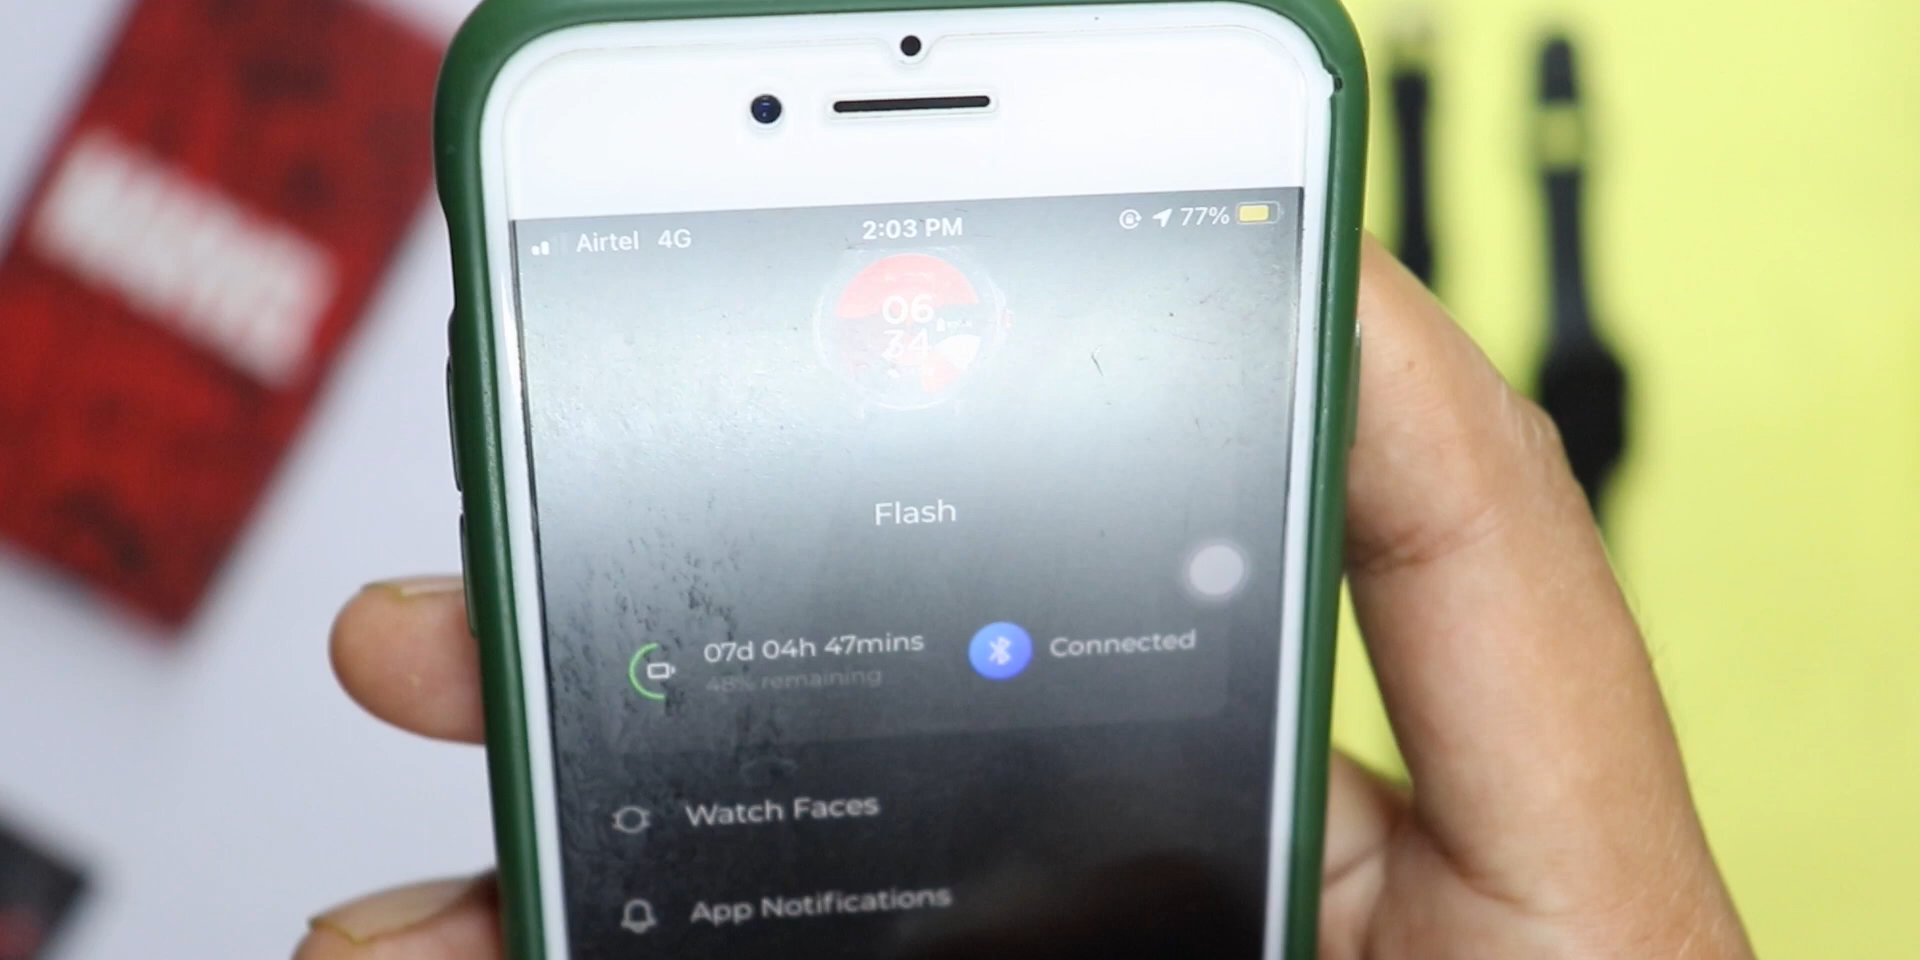 MARVEL
Airtel 4G
2:03 PM
77%
06
34
Flash
07d 04h 47mins
48% remaining
Connected
Watch Faces
App Notifications